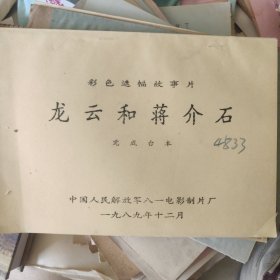 彩色遮幅故事片
龙云和蒋介石
完成台本
4833
中国人民解放军八一电影制片厂
一九八九年十二月